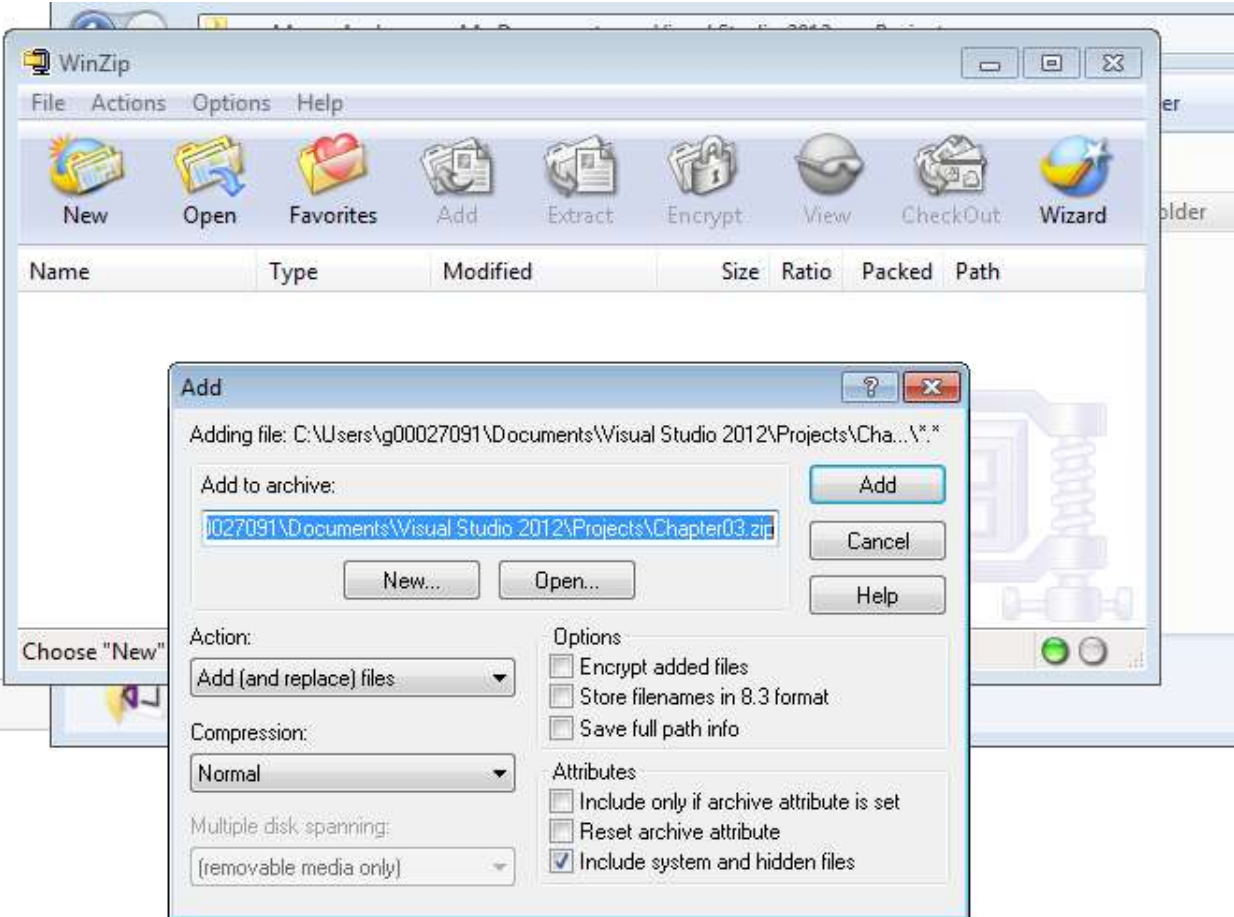 WinZip
File Actions Options Help
er
New Open Favorites Add Extract Encrypt View CheckOut Wizard
older
Name Type Modified Size Ratio Packed Path
Add
Adding file: C:\Users\g00027091\Documents\Visual Studio 2012\Projects\Cha...\*.*
Add to archive:
Add
0027091\Documents\Visual Studio 2012\Projects\Chapter03.zip
Cancel
New... Open...
Help
Choose "New"
Action:
Add (and replace) files
Options
Encrypt added files
Store filenames in 8.3 format
Save full path info
Compression:
Normal
Attributes
Include only if archive attribute is set
Reset archive attribute
Include system and hidden files
Multiple disk spanning:
(removable media only)